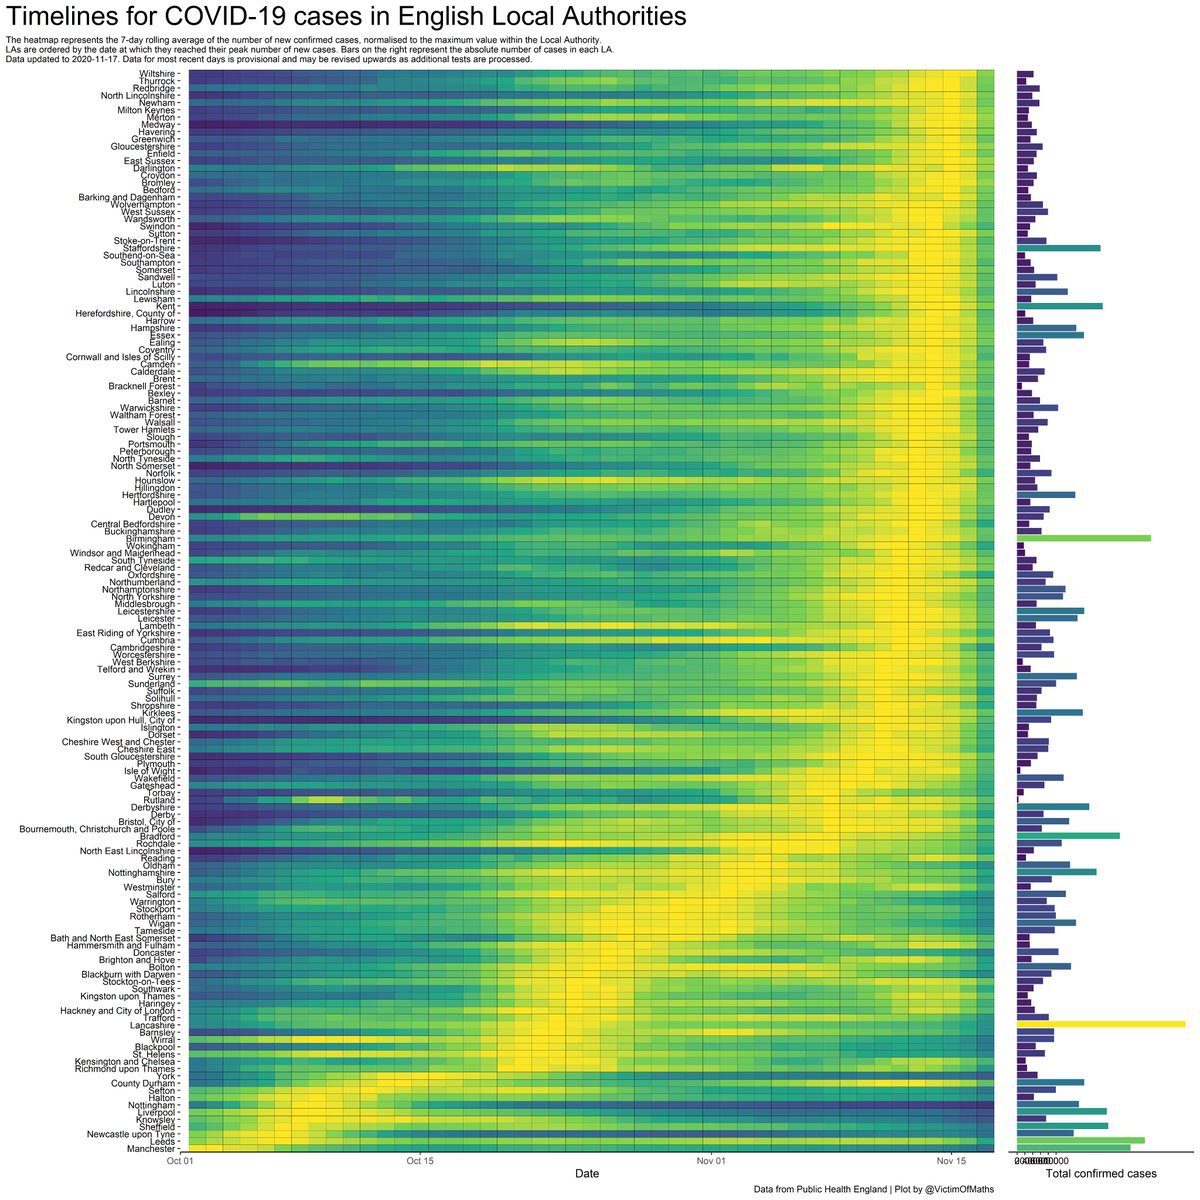 Timelines for COVID-19 cases in English Local Authorities
The heatmap represents the 7-day rolling average of the number of new confirmed cases, normalised to the maximum value within the Local Authority.
LAs are ordered by the date at which they reached their peak number of new cases. Bars on the right represent the absolute number of cases in each LA.
Data updated to 2020-11-17. Data for most recent days is provisional and may be revised upwards as additional tests are processed.
Wiltshire
Thurrock
Redbridge
North Lincolnshire
Newham
Milton Keynes
Merton
Medway
Havering
Greenwich
Gloucestershire
Enfield
East Sussex
Darlington
Croydon
Bromley
Bedford
Barking and Dagenham
Wolverhampton
West Sussex
Wandsworth
Swindon
Sutton
Stoke-on-Trent
Staffordshire
Southend-on-Sea
Southampton
Somerset
Sandwell
Luton
Lincolnshire
Lewisham
Kent
Herefordshire, County of
Harrow
Hampshire
Essex
Ealing
Coventry
Cornwall and Isles of Scilly
Camden
Calderdale
Brent
Bracknell Forest
Bexley
Barnet
Warwickshire
Waltham Forest
Walsall
Tower Hamlets
Slough
Portsmouth
Peterborough
North Tyneside
North Somerset
Norfolk
Hounslow
Hillingdon
Hertfordshire
Hartlepool
Dudley
Devon
Central Bedfordshire
Buckinghamshire
Birmingham
Wokingham
Windsor and Maidenhead
South Tyneside
Redcar and Cleveland
Oxfordshire
Northumberland
Northamptonshire
North Yorkshire
Middlesbrough
Leicestershire
Leicester
Lambeth
East Riding of Yorkshire
Cumbria
Cambridgeshire
Worcestershire
West Berkshire
Telford and Wrekin
Surrey
Sunderland
Suffolk
Solihull
Shropshire
Kirklees
Kingston upon Hull, City of
Islington
Dorset
Cheshire West and Chester
Cheshire East
South Gloucestershire
Plymouth
Isle of Wight
Wakefield
Gateshead
Torbay
Rutland
Derbyshire
Derby
Bristol, City of
Bournemouth, Christchurch and Poole
Bradford
Rochdale
North East Lincolnshire
Reading
Oldham
Nottinghamshire
Bury
Westminster
Salford
Warrington
Stockport
Rotherham
Wigan
Tameside
Bath and North East Somerset
Hammersmith and Fulham
Doncaster
Brighton and Hove
Bolton
Blackburn with Darwen
Stockton-on-Tees
Southwark
Kingston upon Thames
Haringey
Hackney and City of London
Trafford
Lancashire
Barnsley
Wirral
Blackpool
St. Helens
Kensington and Chelsea
Richmond upon Thames
York
County Durham
Sefton
Halton
Nottingham
Liverpool
Knowsley
Sheffield
Newcastle upon Tyne
Leeds
Manchester
Oct 01 Oct 15 Nov 01 Nov 15
Date
Total confirmed cases
Data from Public Health England | Plot by @VictimOfMaths